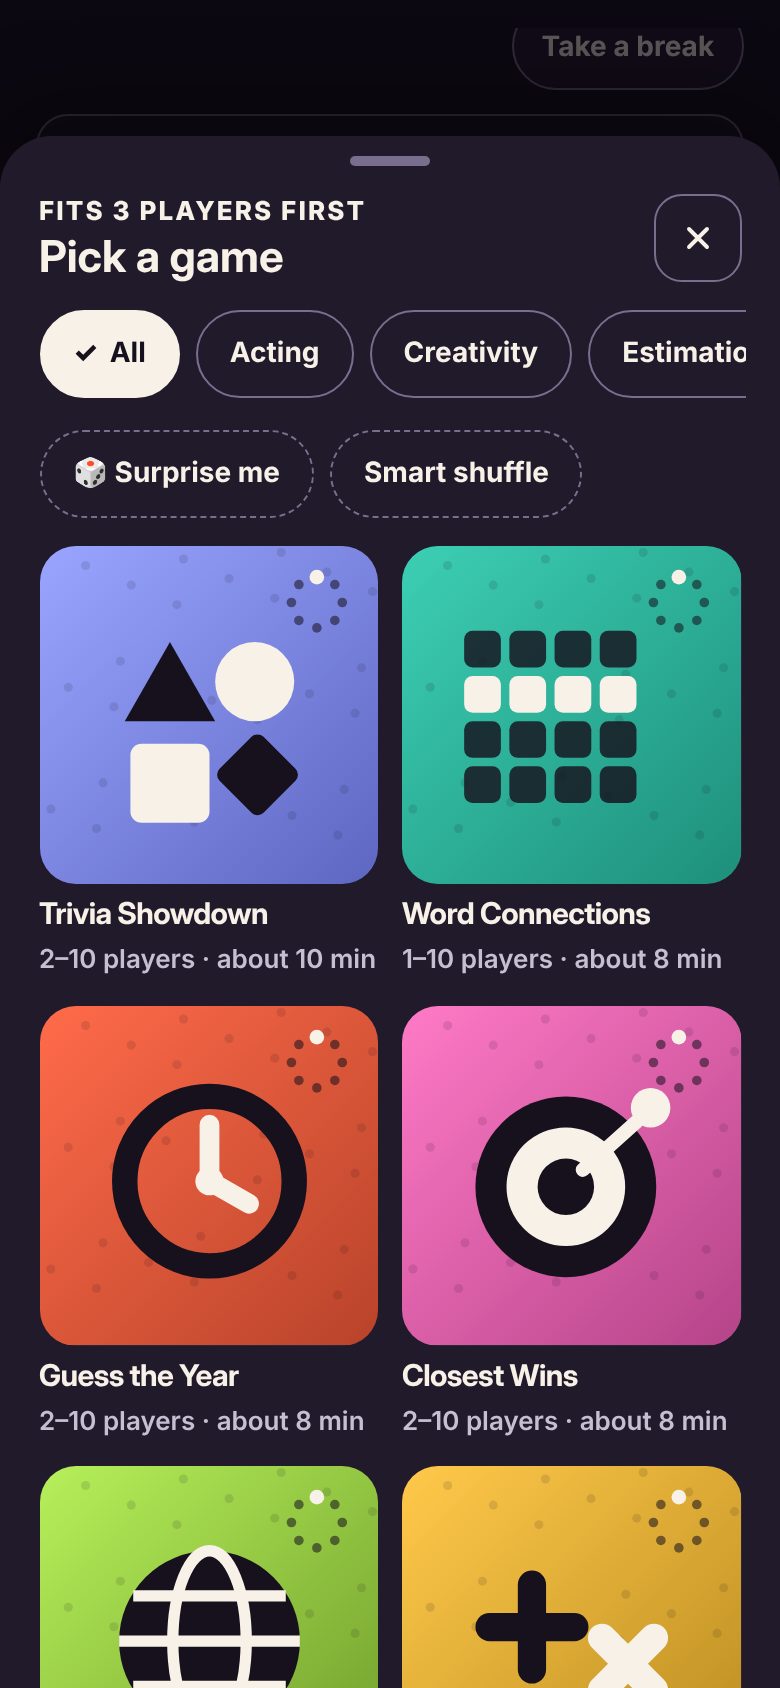 Take a break
FITS 3 PLAYERS FIRST
Pick a game
All
Acting
Creativity
Estimatio
Surprise me
Smart shuffle
Trivia Showdown
2–10 players · about 10 min
Word Connections
1–10 players · about 8 min
Guess the Year
2–10 players · about 8 min
Closest Wins
2–10 players · about 8 min